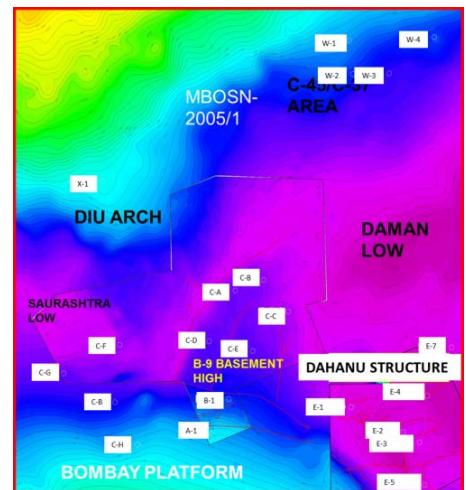 W-1
W-4
W-2
W-3
C-45/C-37
AREA
MBOSN-
2005/1
X-1
DIU ARCH
DAMAN
LOW
C-B
C-A
SAURASHTRA
LOW
C-C
C-F
C-D
C-E
E-7
B-9 BASEMENT
HIGH
DAHANU STRUCTURE
C-G
E-4
C-B
B-1
E-1
A-1
E-2
E-3
C-H
BOMBAY PLATFORM
E-5